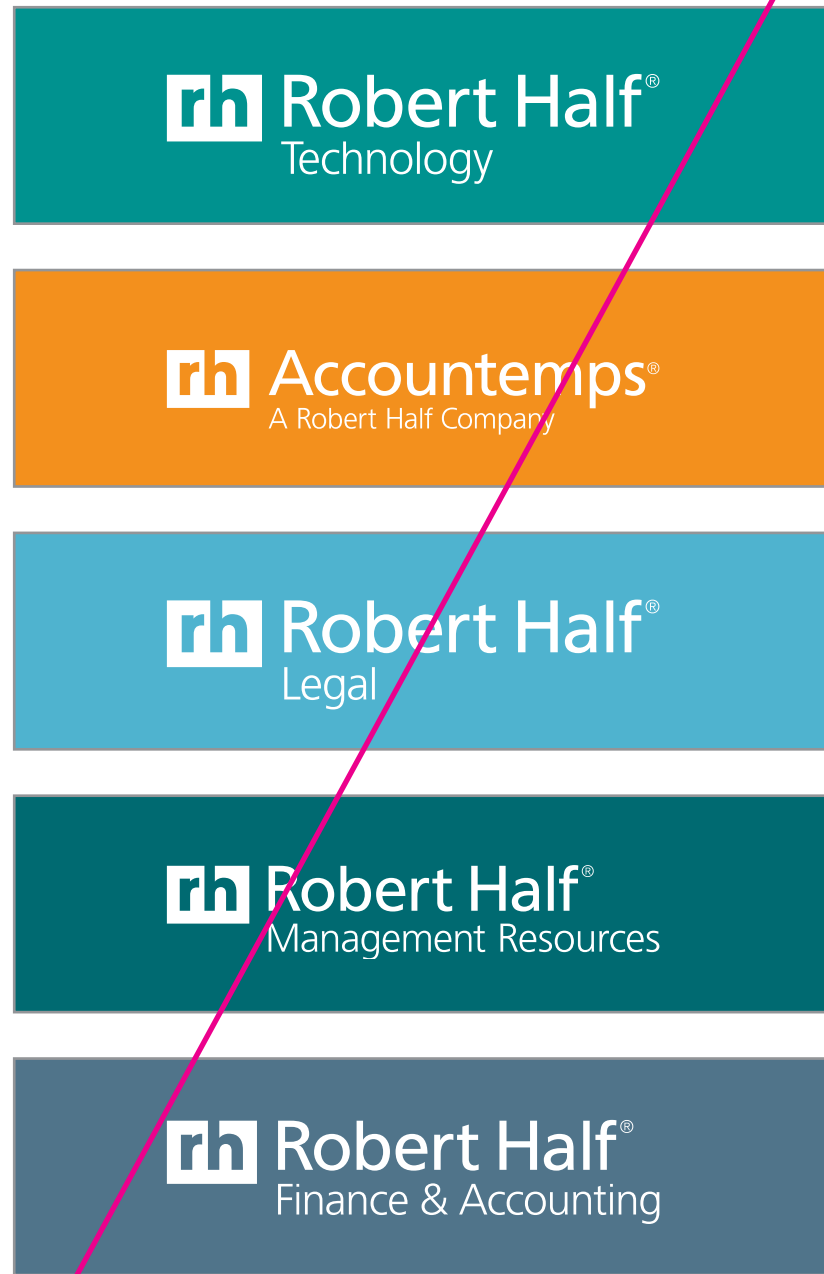 rh Robert Half®
Technology
rh Accountemps®
A Robert Half Company
rh Robert Half®
Legal
rh Robert Half®
Management Resources
rh Robert Half®
Finance & Accounting